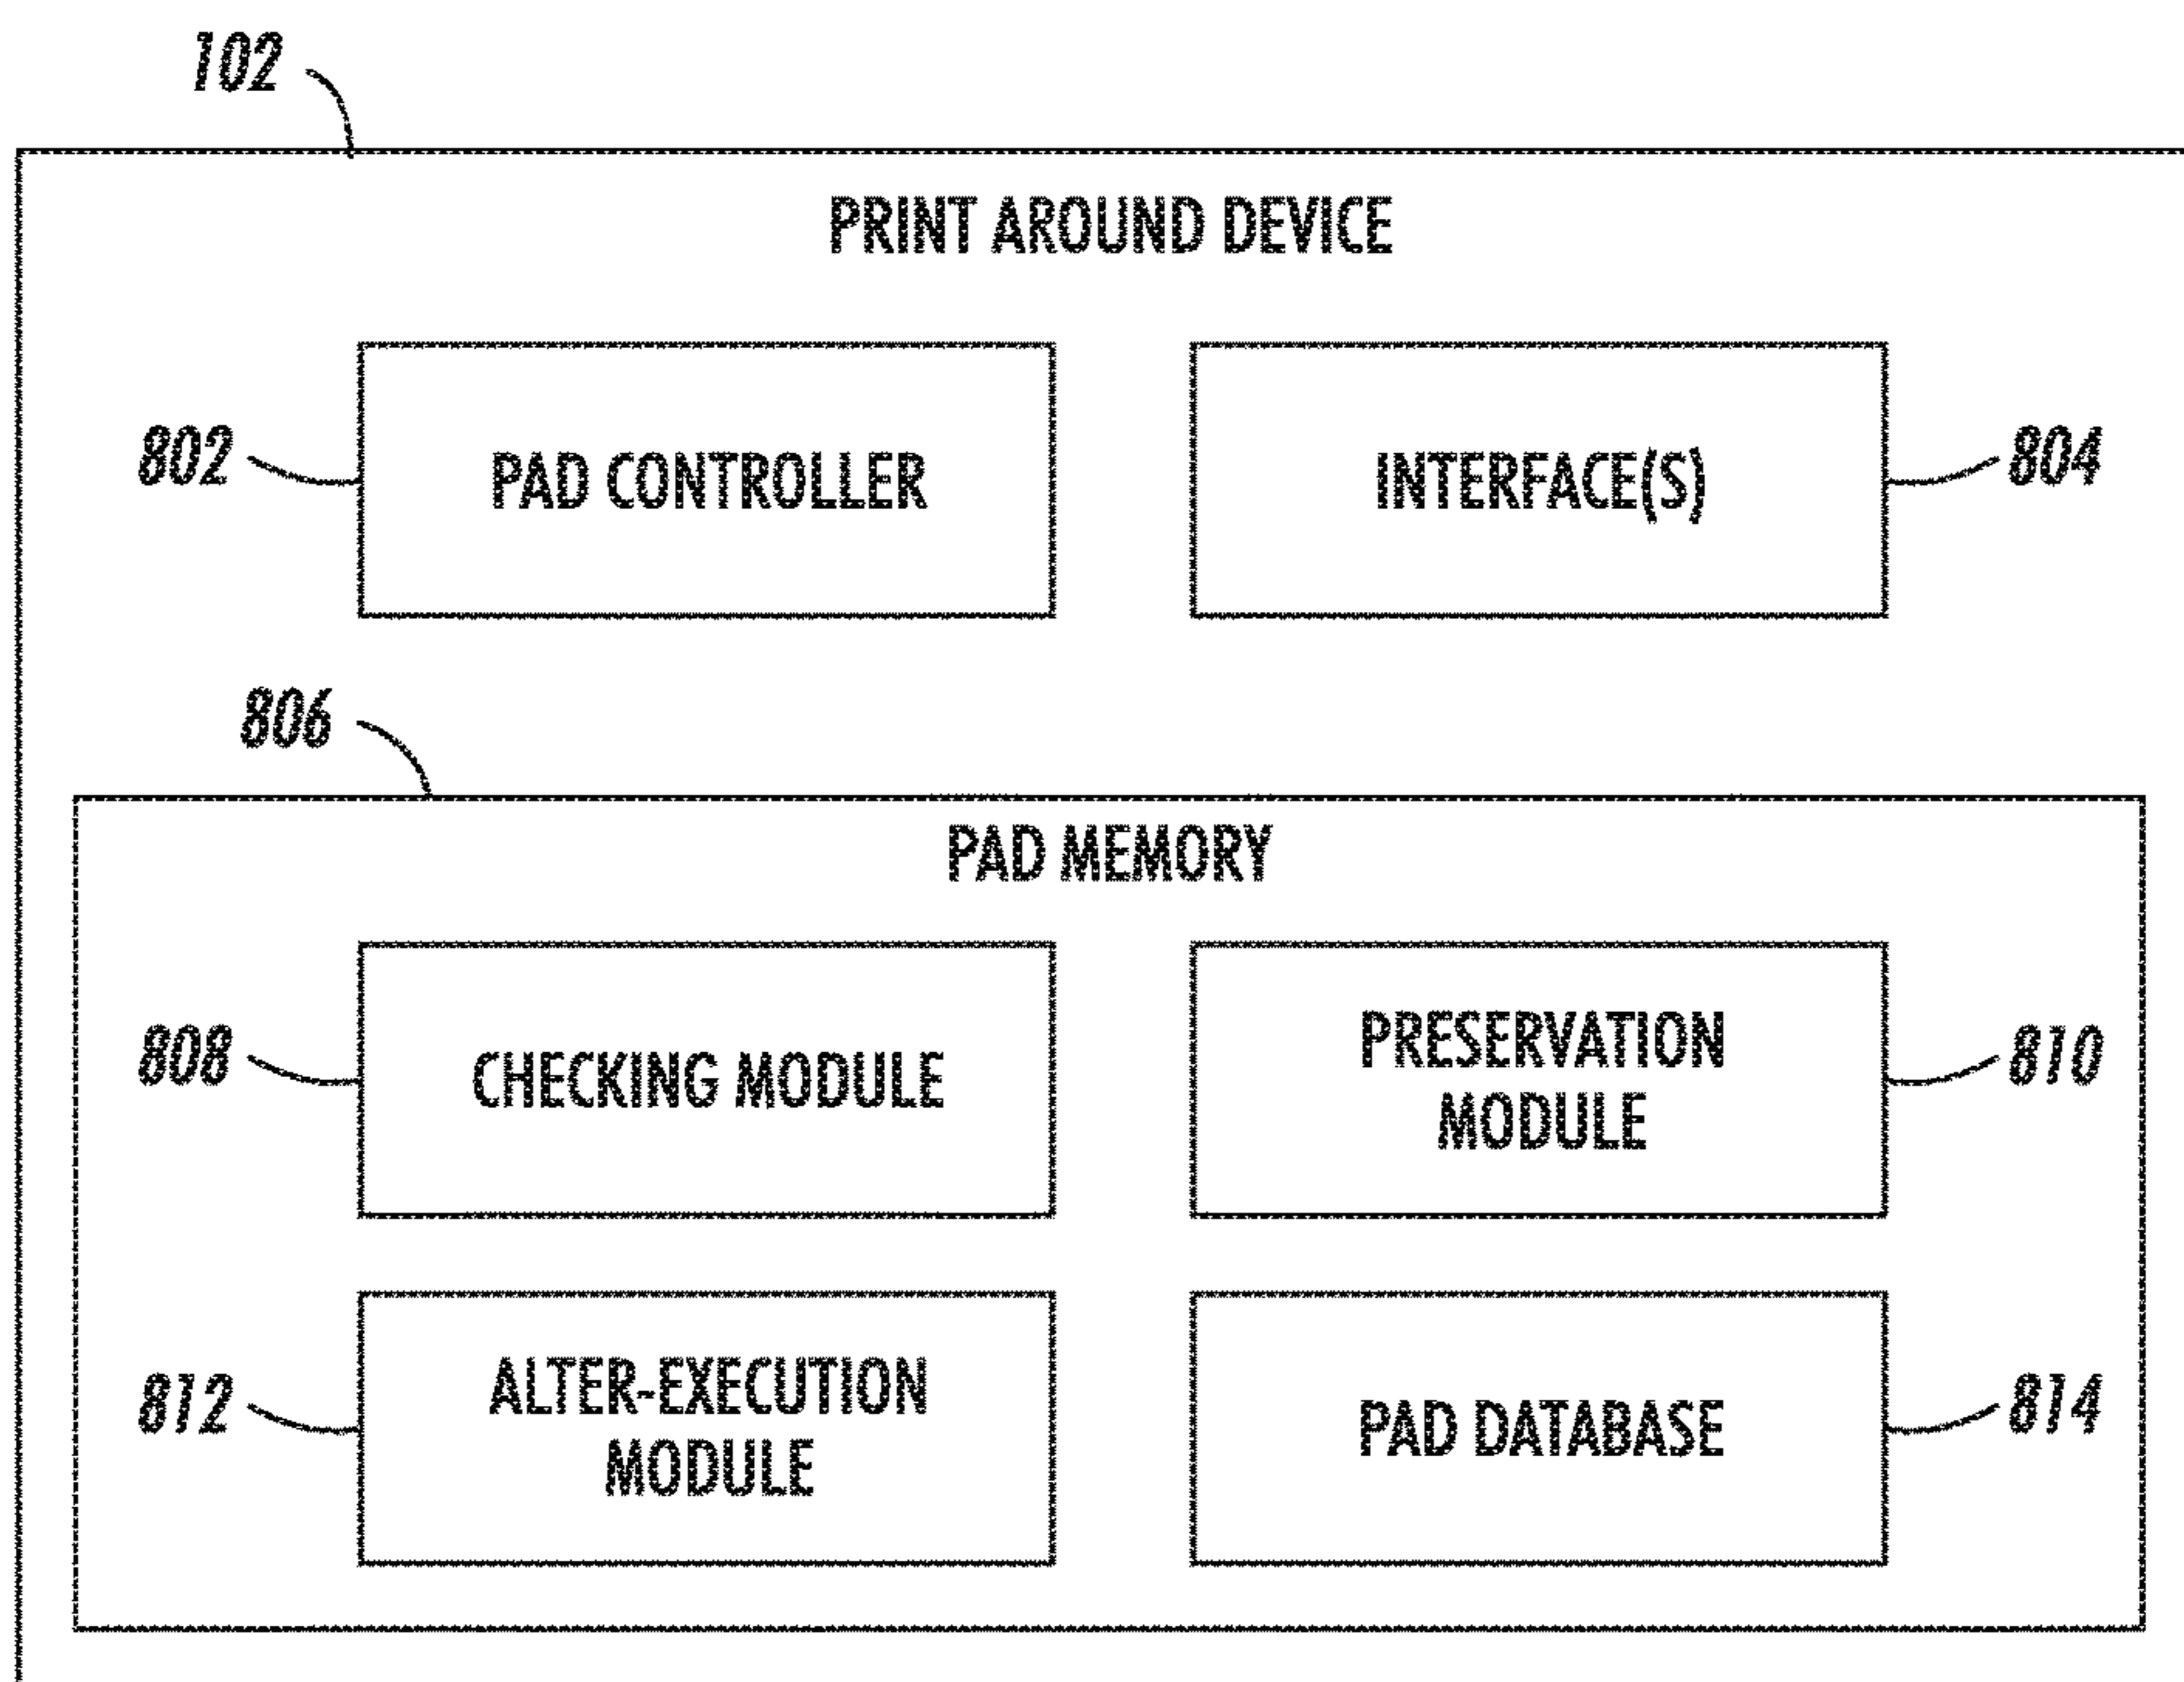 102
PRINT AROUND DEVICE
802
PAD CONTROLLER
INTERFACE(S)
804
806
PAD MEMORY
808
CHECKING MODULE
PRESERVATION
MODULE
810
812
ALTER-EXECUTION
MODULE
PAD DATABASE
814